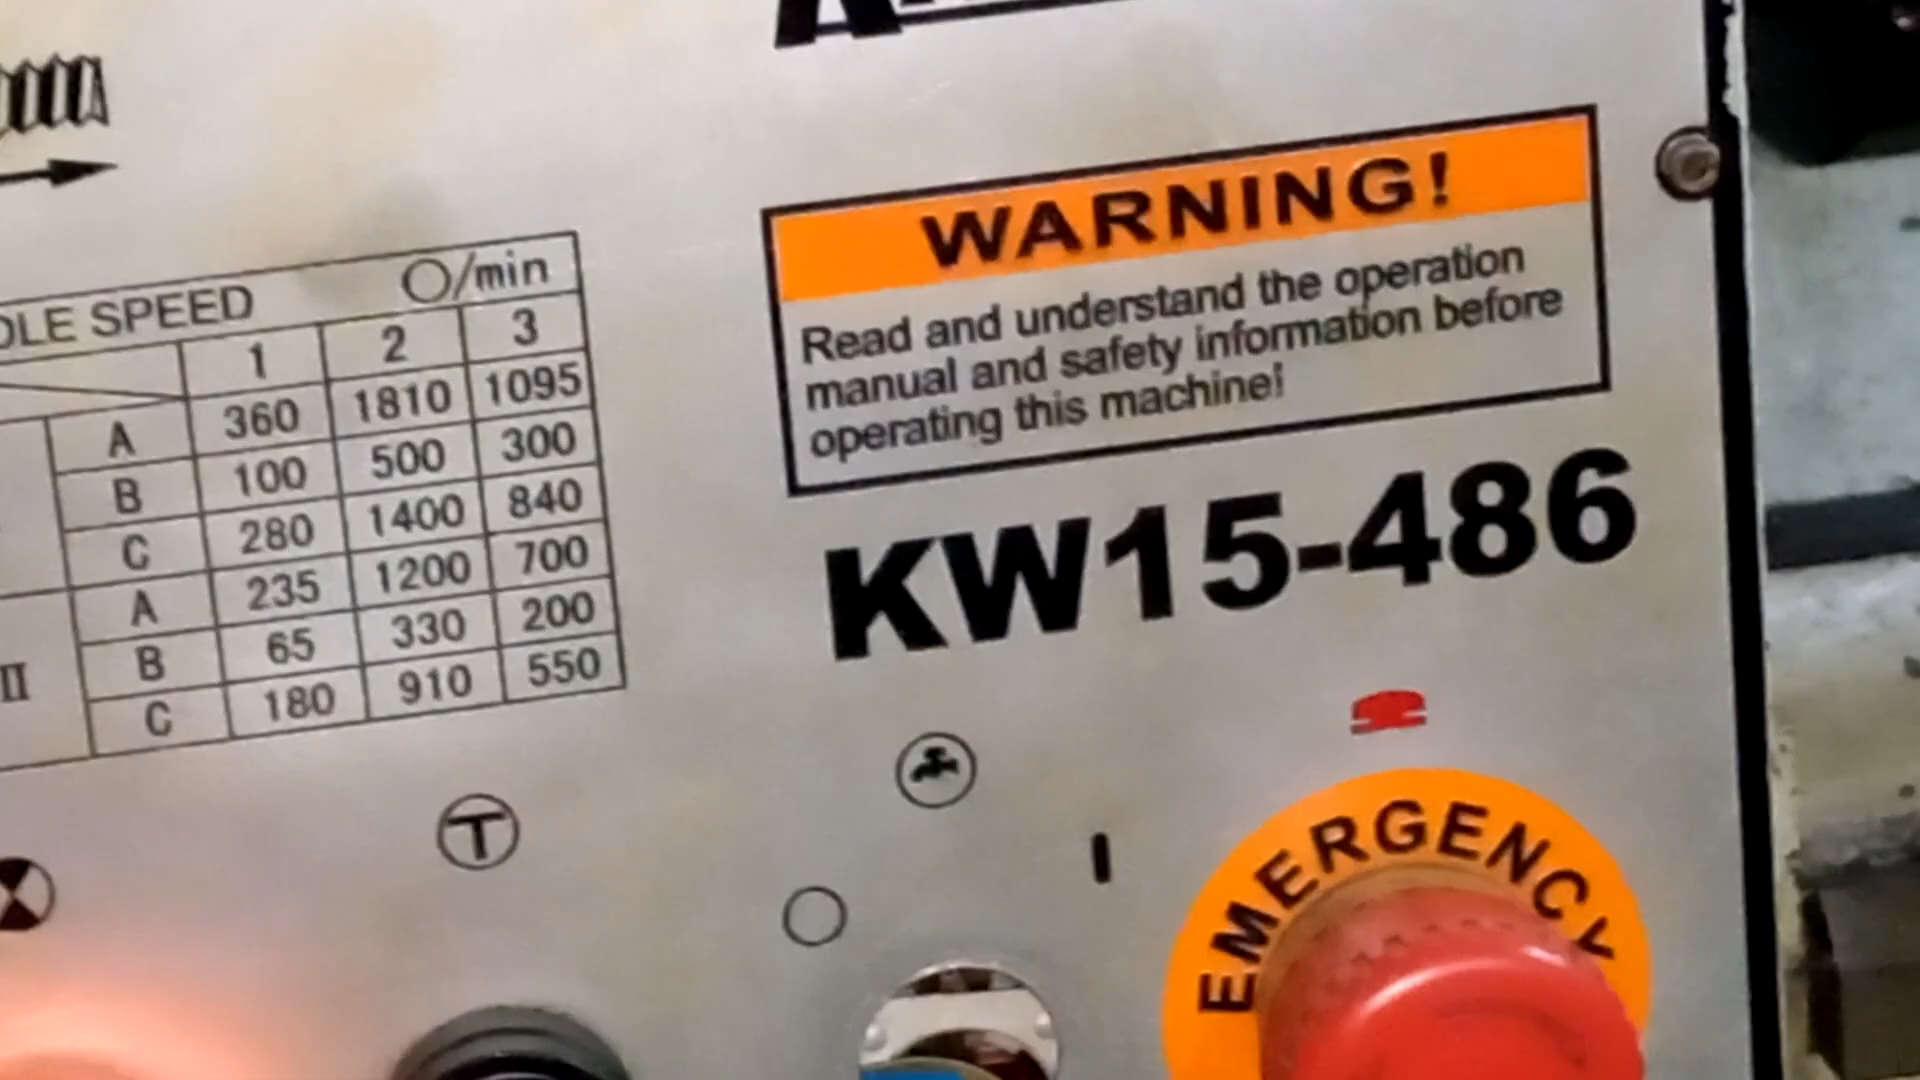 DLE SPEED ○/min
1 2 3
A 360 1810 1095
B 100 500 300
C 280 1400 840
II
A 235 1200 700
B 65 330 200
C 180 910 550
WARNING!
Read and understand the operation
manual and safety information before
operating this machine!
KW15-486
T
EMERGENCY